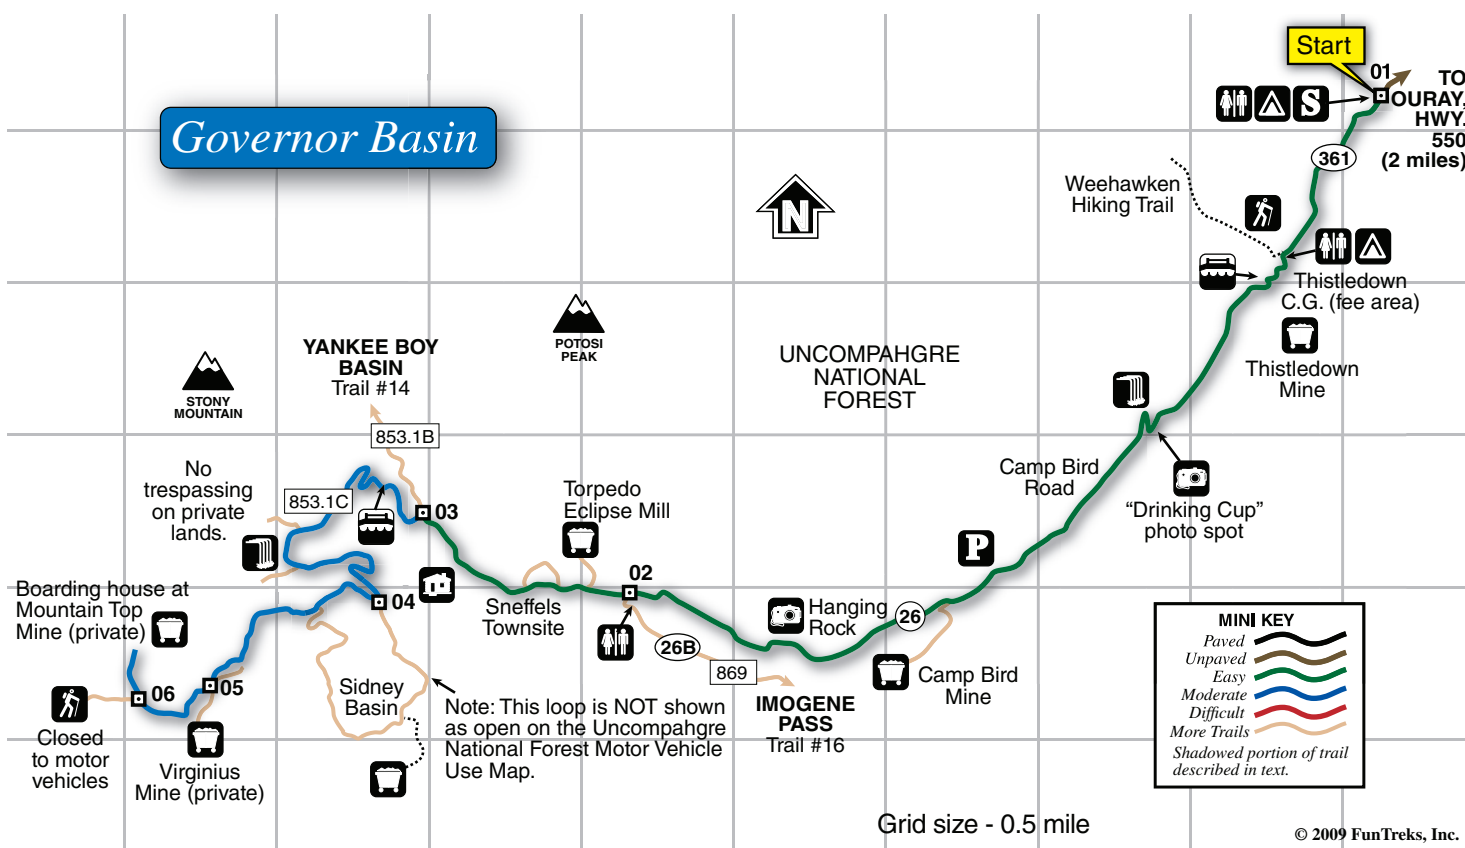 Governor Basin
Start
01
TO
OURAY,
HWY.
550
(2 miles)
S
361
Weehawken
Hiking Trail
N
Thistledown
C.G. (fee area)
Thistledown
Mine
POTOSI
PEAK
STONY
MOUNTAIN
YANKEE BOY
BASIN
Trail #14
UNCOMPAHGRE
NATIONAL
FOREST
853.1B
853.1C
No
trespassing
on private
lands.
03
Torpedo
Eclipse Mill
Camp Bird
Road
“Drinking Cup”
photo spot
P
02
04
Boarding house at
Mountain Top
Mine (private)
Sneffels
Townsite
Hanging
Rock
26
26B
869
Camp Bird
Mine
IMOGENE
PASS
Trail #16
06
05
Sidney
Basin
Note: This loop is NOT shown
as open on the Uncompahgre
National Forest Motor Vehicle
Use Map.
Closed
to motor
vehicles
Virginius
Mine (private)
MINI KEY
Paved
Unpaved
Easy
Moderate
Difficult
More Trails
Shadowed portion of trail
described in text.
Grid size - 0.5 mile
© 2009 FunTreks, Inc.